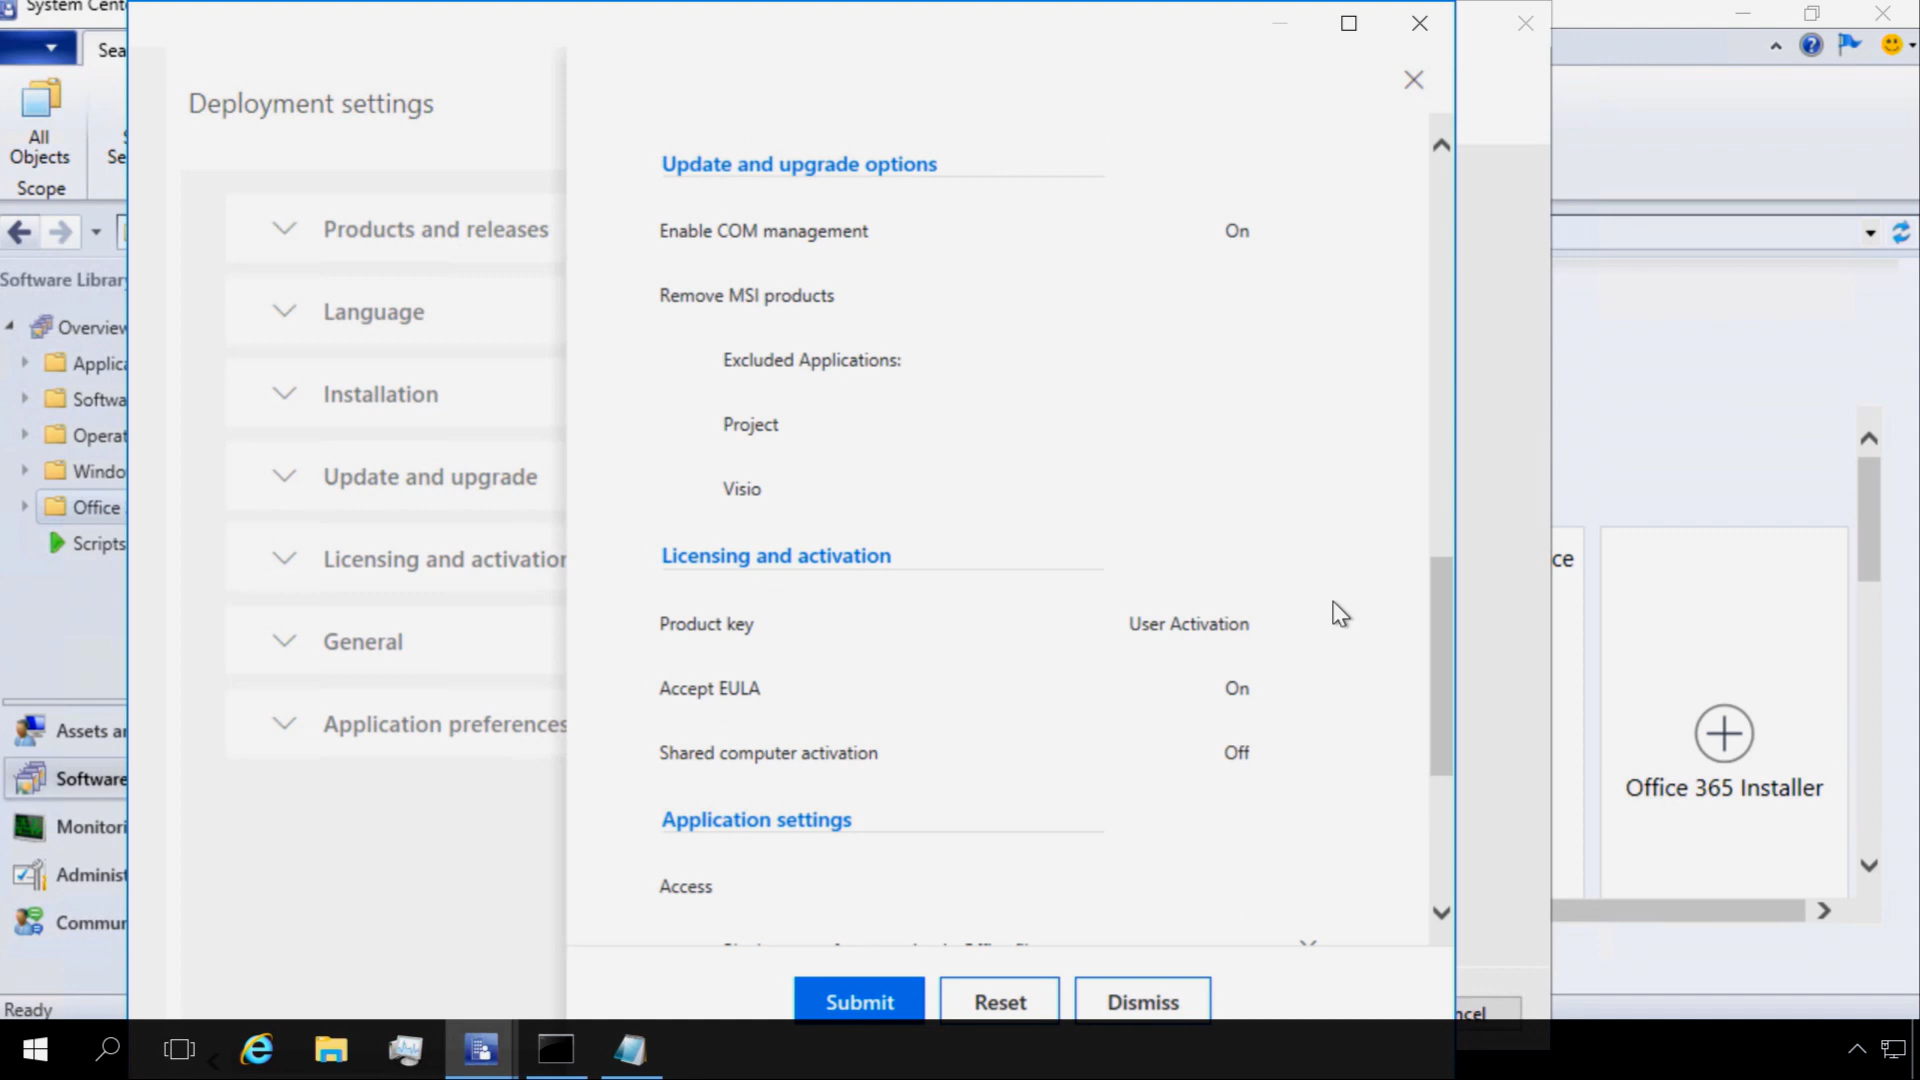 System Cente
Sea
All
Objects
Se
Scope
Software Library
Overview
Applica
Softwa
Operat
Windo
Office
Scripts
Assets an
Software
Monitori
Administ
Commun
Ready
Deployment settings
Products and releases
Language
Installation
Update and upgrade
Licensing and activation
General
Application preferences
Update and upgrade options
Enable COM management On
Remove MSI products
Excluded Applications:
Project
Visio
Licensing and activation
Product key User Activation
Accept EULA On
Shared computer activation Off
Application settings
Access
Submit Reset Dismiss
ce
Office 365 Installer
ncel